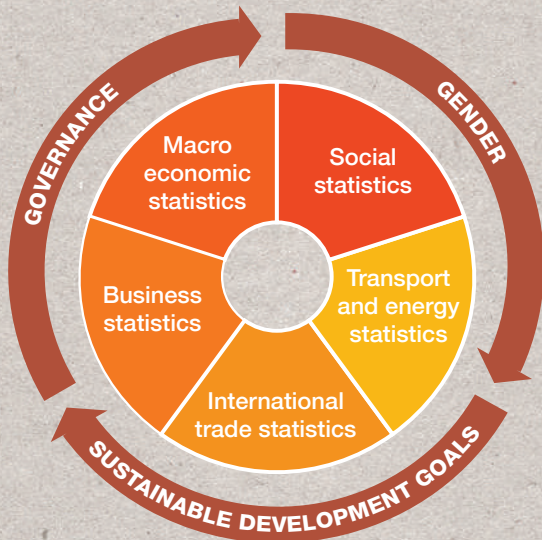 GOVERNANCE
GENDER
Macro
economic
statistics
Social
statistics
Business
statistics
Transport
and energy
statistics
International
trade statistics
SUSTAINABLE DEVELOPMENT GOALS